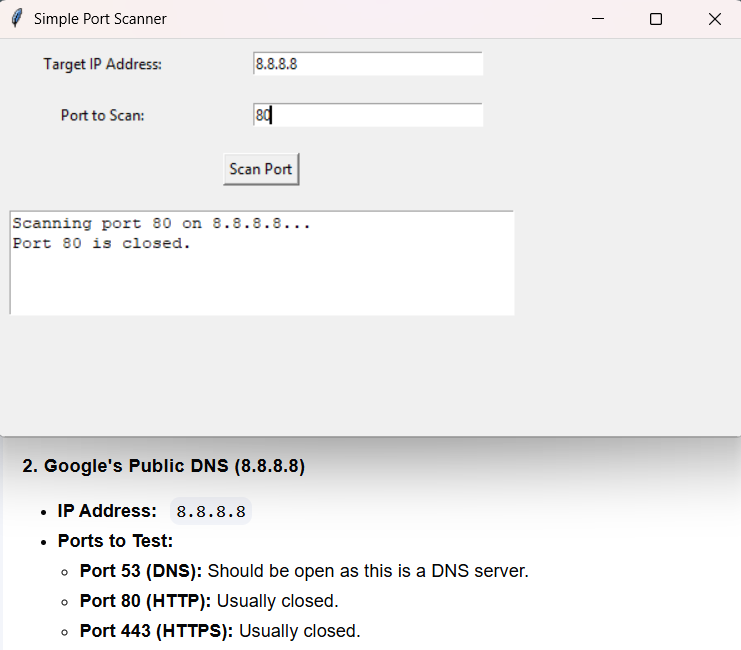 Simple Port Scanner
Target IP Address: 8.8.8.8
Port to Scan: 80
Scan Port
Scanning port 80 on 8.8.8.8...
Port 80 is closed.
2. Google's Public DNS (8.8.8.8)
• IP Address: 8.8.8.8
• Ports to Test:
○ Port 53 (DNS): Should be open as this is a DNS server.
○ Port 80 (HTTP): Usually closed.
○ Port 443 (HTTPS): Usually closed.